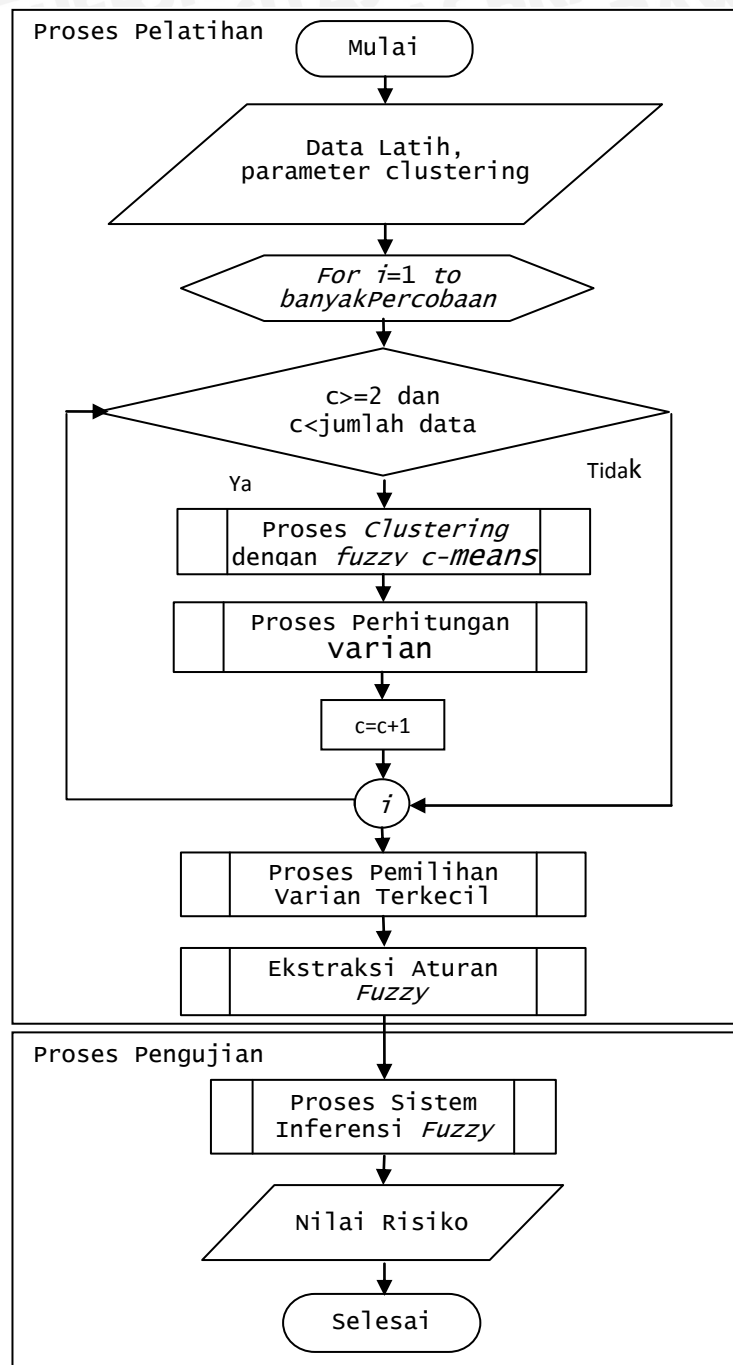 Proses Pelatihan
Mulai
Data Latih,
parameter clustering
For i=1 to
banyakPercobaan
c>=2 dan
c<jumlah data
Ya
Tidak
Proses Clustering
dengan fuzzy c-means
Proses Perhitungan
varian
c=c+1
i
Proses Pemilihan
Varian Terkecil
Ekstraksi Aturan
Fuzzy
Proses Pengujian
Proses Sistem
Inferensi Fuzzy
Nilai Risiko
Selesai